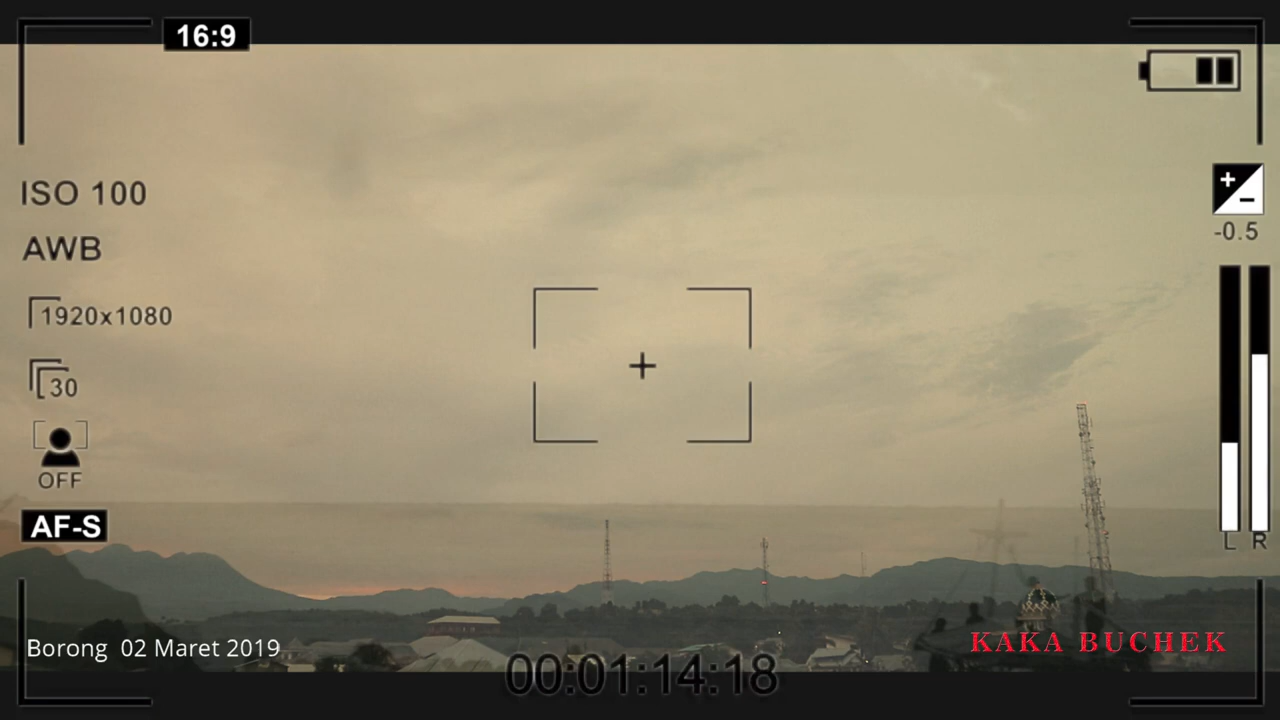 16:9
ISO 100
AWB
1920x1080
30
OFF
AF-S
+
-
-0.5
L R
Borong 02 Maret 2019
KAKA BUCHEK
00:01:14:18